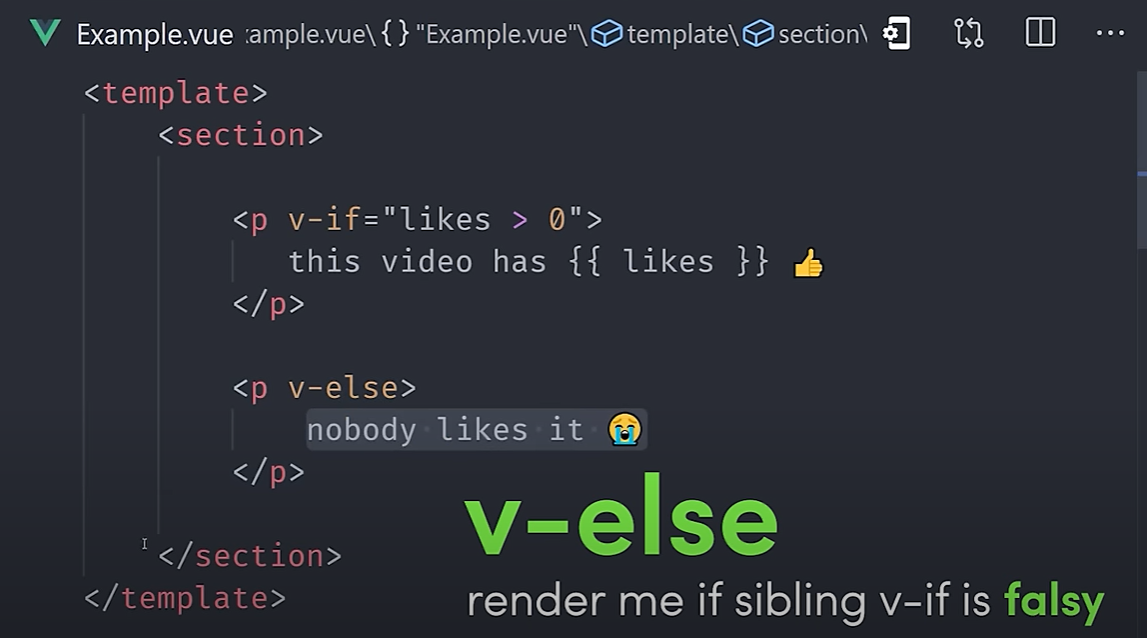 Example.vue ample.vue\{}"Example.vue"\template\section\ ...
<template>
<section>
<p v-if="likes > 0">
this video has {{ likes }} 👍
</p>
<p v-else>
nobody likes it 😭
</p>
</section>
</template>
v-else
render me if sibling v-if is falsy